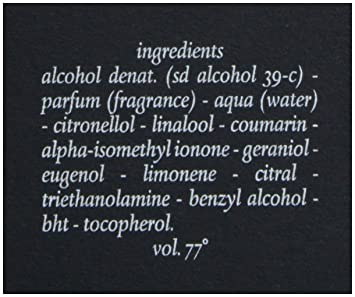 ingredients
alcohol denat. (sd alcohol 39-c) -
parfum (fragrance) - aqua (water)
- citronellol - linalool - coumarin -
alpha-isomethyl ionone - geraniol -
eugenol - limonene - citral -
triethanolamine - benzyl alcohol -
bht - tocopherol.
vol. 77°